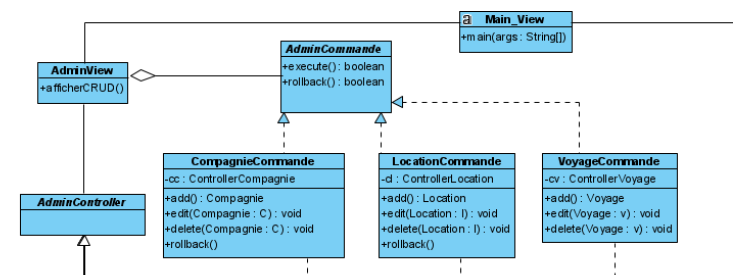 a Main_View
+main(args : String[])
AdminCommande
+execute() : boolean
+rollback() : boolean
AdminView
+afficherCRUD()
CompagnieCommande
-cc : ControllerCompagnie
+add() : Compagnie
+edit(Compagnie : C) : void
+delete(Compagnie : C) : void
+rollback()
LocationCommande
-cl : ControllerLocation
+add() : Location
+edit(Location : l) : void
+delete(Location : l) : void
+rollback()
VoyageCommande
-cv : ControllerVoyage
+add() : Voyage
+edit(Voyage : v) : void
+delete(Voyage : v) : void
AdminController